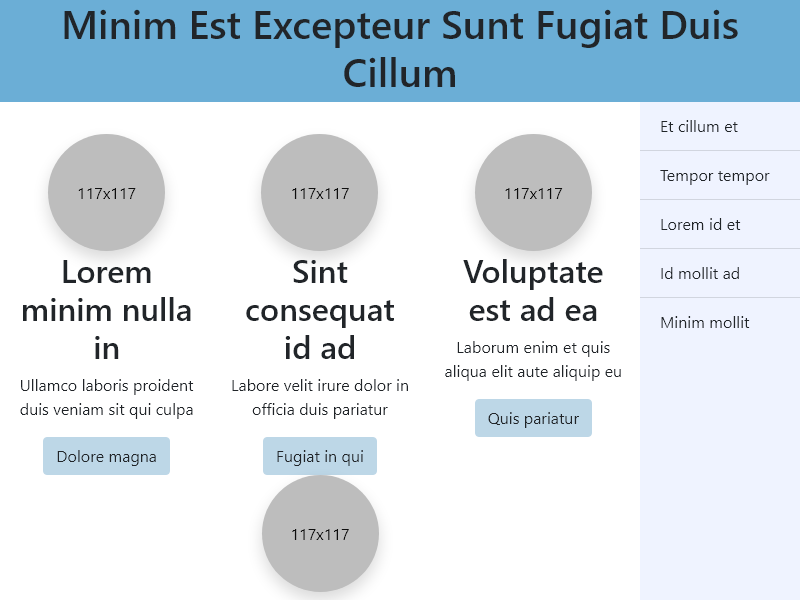 Minim Est Excepteur Sunt Fugiat Duis
Cillum
117x117
Lorem
minim nulla
in
Ullamco laboris proident
duis veniam sit qui culpa
Dolore magna
117x117
Sint
consequat
id ad
Labore velit irure dolor in
officia duis pariatur
Fugiat in qui
117x117
Voluptate
est ad ea
Laborum enim et quis
aliqua elit aute aliquip eu
Quis pariatur
117x117
Et cillum et
Tempor tempor
Lorem id et
Id mollit ad
Minim mollit